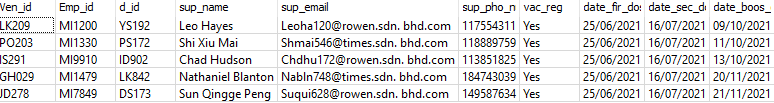 Wen_id Emp_id d_id sup_name sup_email sup_pho_n vac_reg date_fir_dos date_sec_d date_boos_
LK209 MI1200 YS192 Leo Hayes Leoha120@rowen.sdn. bhd.com 117554311 Yes 25/06/2021 16/07/2021 09/10/2021
PO203 MI1330 PS172 Shi Xiu Mai Shmai546@times.sdn. bhd.com 118889759 Yes 25/06/2021 16/07/2021 11/10/2021
IS291 MI9910 ID902 Chad Hudson Chdhu172@rowen.sdn. bhd.com 113851825 Yes 25/06/2021 16/07/2021 13/10/2021
GH029 MI1479 LK842 Nathaniel Blanton Nabln748@times.sdn. bhd.com 184743039 Yes 25/06/2021 16/07/2021 20/11/2021
JD278 MI7849 DS173 Sun Qingge Peng Suqui628@rowen.sdn. bhd.com 149587634 Yes 25/06/2021 16/07/2021 21/11/2021